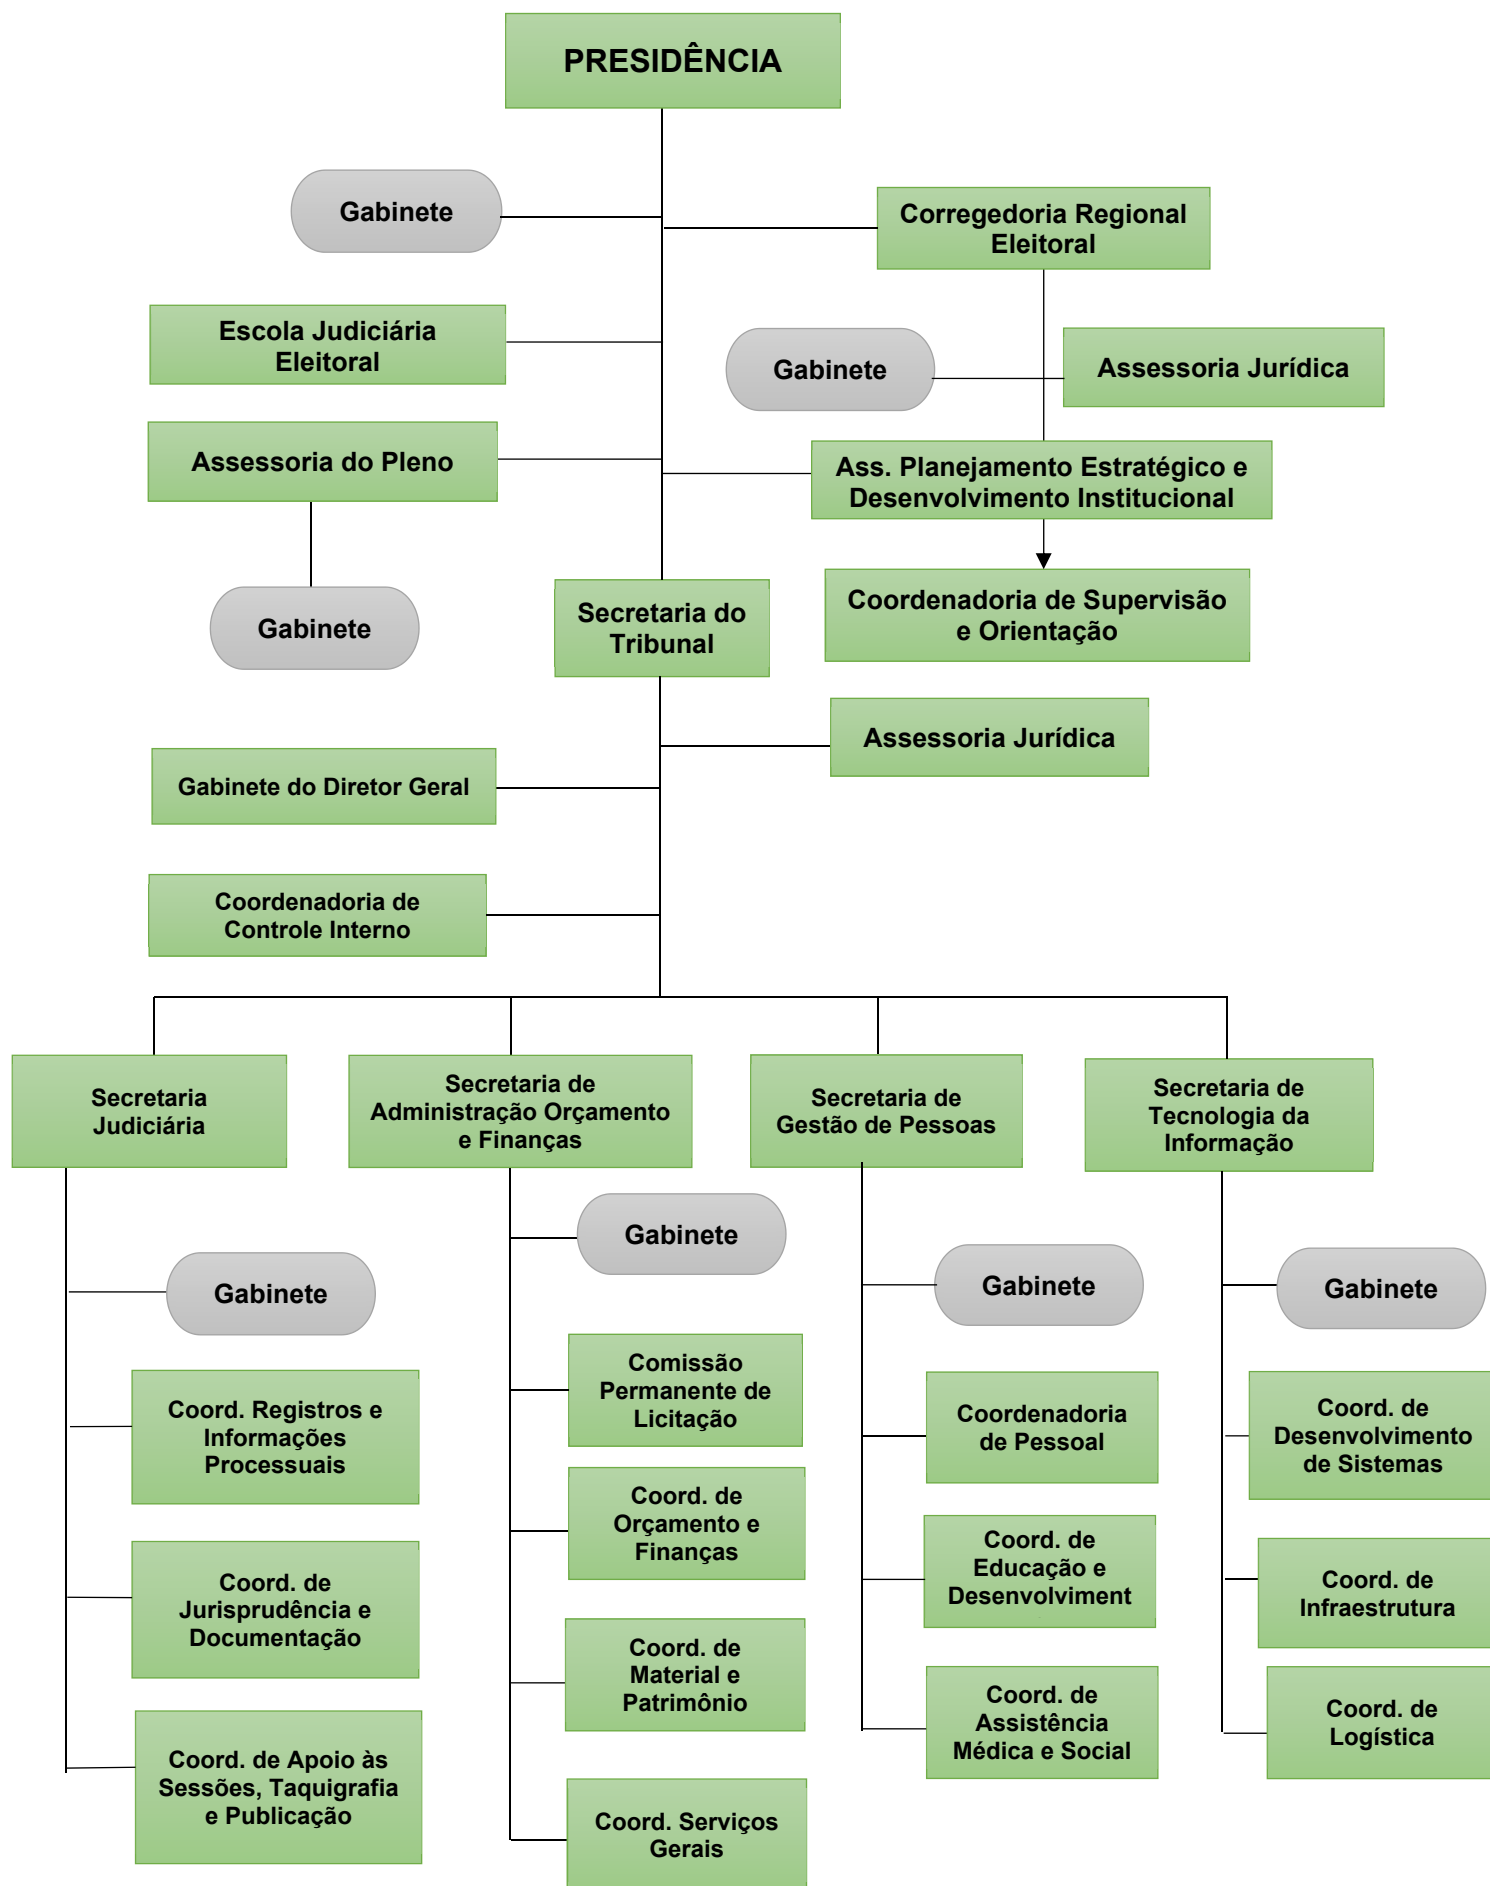 PRESIDÊNCIA
Gabinete
Corregedoria Regional
Eleitoral
Escola Judiciária
Eleitoral
Gabinete
Assessoria Jurídica
Assessoria do Pleno
Ass. Planejamento Estratégico e
Desenvolvimento Institucional
Gabinete
Secretaria do
Tribunal
Coordenadoria de Supervisão
e Orientação
Assessoria Jurídica
Gabinete do Diretor Geral
Coordenadoria de
Controle Interno
Secretaria
Judiciária
Secretaria de
Administração Orçamento
e Finanças
Secretaria de
Gestão de Pessoas
Secretaria de
Tecnologia da
Informação
Gabinete
Coord. Registros e
Informações
Processuais
Coord. de
Jurisprudência e
Documentação
Coord. de Apoio às
Sessões, Taquigrafia
e Publicação
Gabinete
Comissão
Permanente de
Licitação
Coord. de
Orçamento e
Finanças
Coord. de
Material e
Patrimônio
Coord. Serviços
Gerais
Gabinete
Coordenadoria
de Pessoal
Coord. de
Educação e
Desenvolviment
Coord. de
Assistência
Médica e Social
Gabinete
Coord. de
Desenvolvimento
de Sistemas
Coord. de
Infraestrutura
Coord. de
Logística